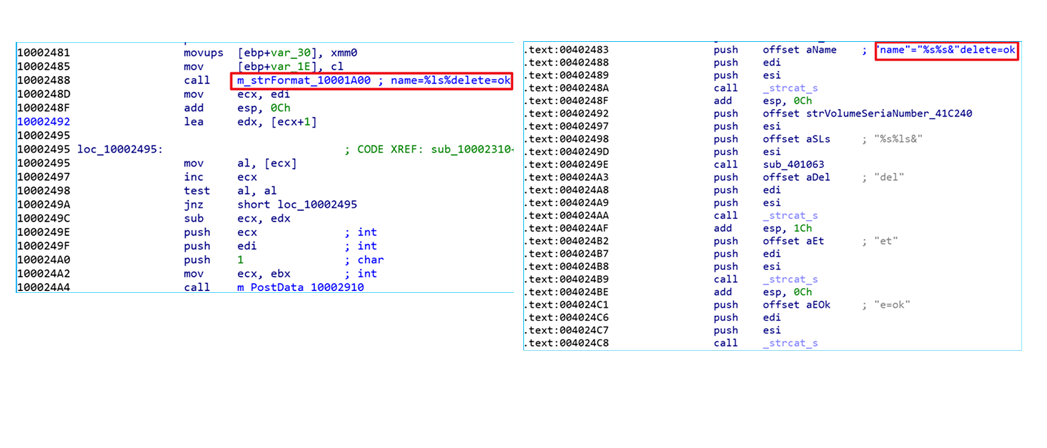 10002481 movups [ebp+var_30], xmm0
10002485 mov [ebp+var_1E], cl
10002488 call m_strFormat_10001A00 ; name=%ls%delete=ok
1000248D mov ecx, edi
1000248F add esp, 0Ch
10002492 lea edx, [ecx+1]
10002495
10002495 loc_10002495: ; CODE XREF: sub_10002310+
10002495 mov al, [ecx]
10002497 inc ecx
10002498 test al, al
1000249A jnz short loc_10002495
1000249C sub ecx, edx
1000249E push ecx ; int
1000249F push edi ; int
100024A0 push 1 ; char
100024A2 mov ecx, ebx ; int
100024A4 call m_PostData_10002910
.text:00402483 push offset aName ; "name"="%s%s&"delete=ok
.text:00402488 push edi
.text:00402489 push esi
.text:0040248A call _strcat_s
.text:0040248F add esp, 0Ch
.text:00402492 push offset strVolumeSeriaNumber_41C240
.text:00402497 push esi
.text:00402498 push offset aSLs ; "%s%ls&"
.text:0040249D push esi
.text:0040249E call sub_401063
.text:004024A3 push offset aDel ; "del"
.text:004024A8 push edi
.text:004024A9 push esi
.text:004024AA call _strcat_s
.text:004024AF add esp, 1Ch
.text:004024B2 push offset aEt ; "et"
.text:004024B7 push edi
.text:004024B8 push esi
.text:004024B9 call _strcat_s
.text:004024BE add esp, 0Ch
.text:004024C1 push offset aEOk ; "e=ok"
.text:004024C6 push edi
.text:004024C7 push esi
.text:004024C8 call _strcat_s